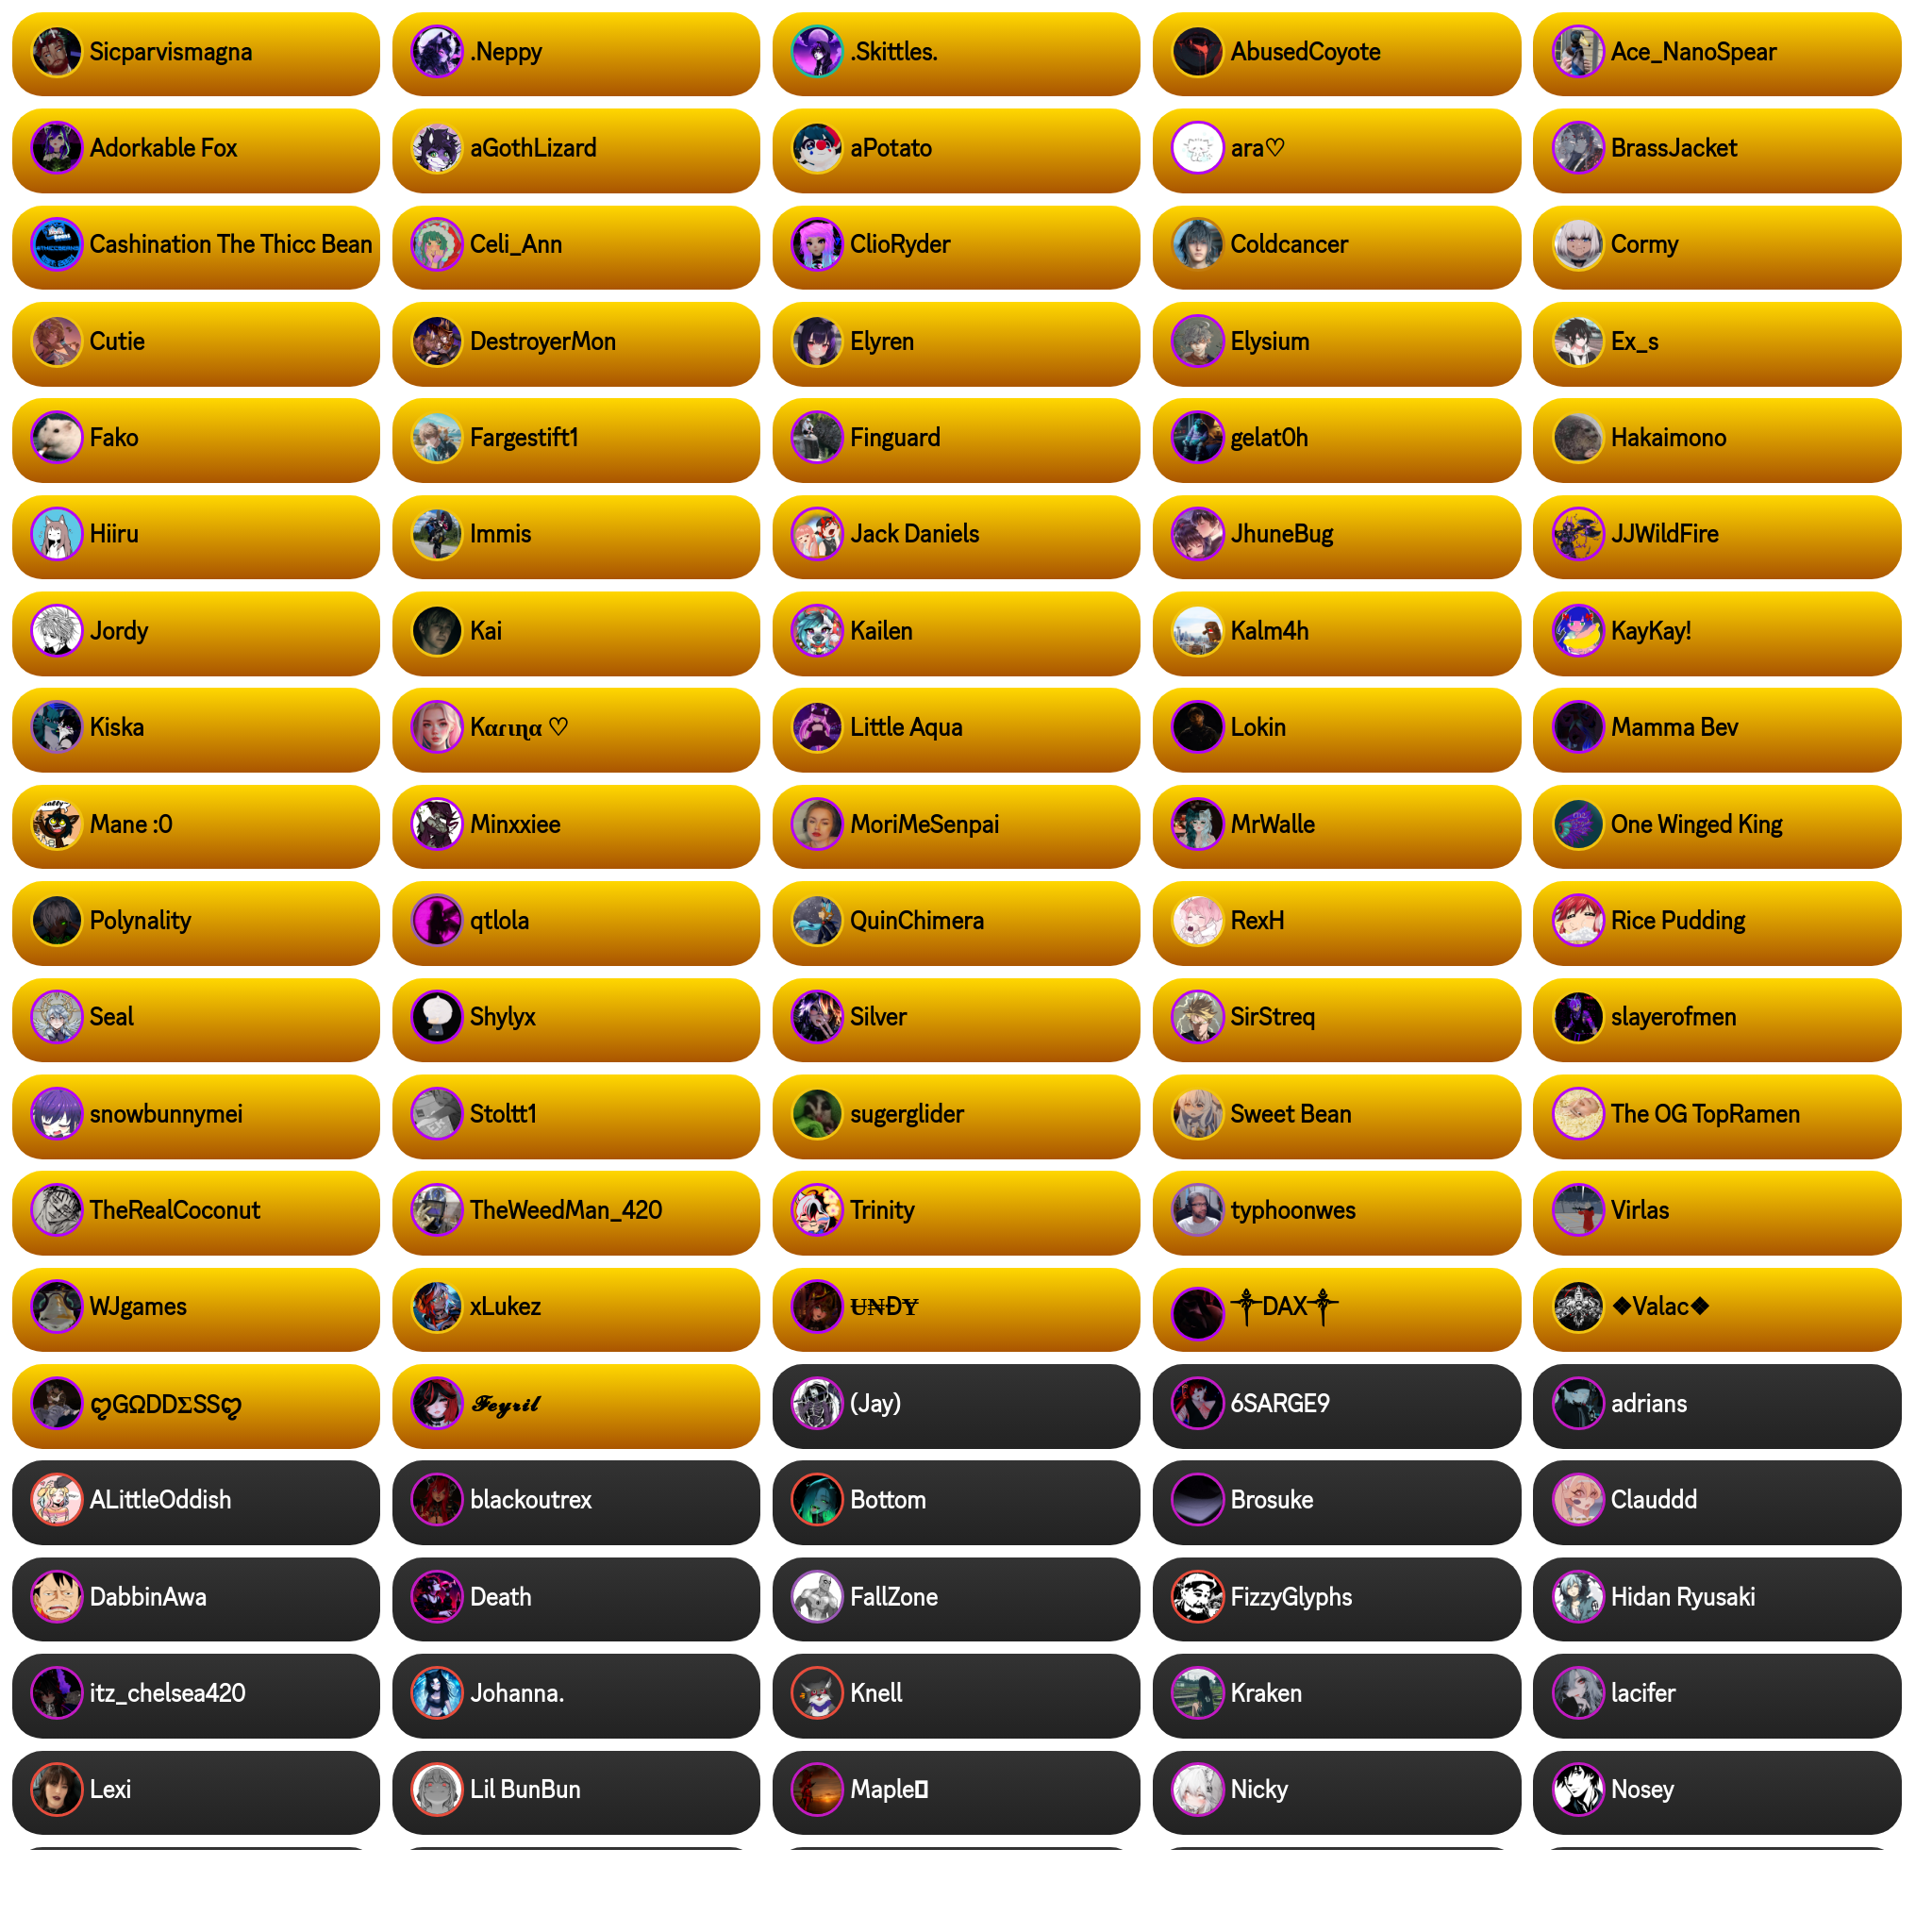 Sicparvismagna
.Neppy
.Skittles.
AbusedCoyote
Ace_NanoSpear
Adorkable Fox
aGothLizard
aPotato
ara♡
BrassJacket
Cashination The Thicc Bean
Celi_Ann
ClioRyder
Coldcancer
Cormy
Cutie
DestroyerMon
Elyren
Elysium
Ex_s
Fako
Fargestift1
Finguard
gelat0h
Hakaimono
Hiiru
Immis
Jack Daniels
JhuneBug
JJWildFire
Jordy
Kai
Kailen
Kalm4h
KayKay!
Kiska
Kαɾιɳα ♡
Little Aqua
Lokin
Mamma Bev
Mane :0
Minxxiee
MoriMeSenpai
MrWalle
One Winged King
Polynality
qtlola
QuinChimera
RexH
Rice Pudding
Seal
Shylyx
Silver
SirStreq
slayerofmen
snowbunnymei
Stoltt1
sugerglider
Sweet Bean
The OG TopRamen
TheRealCoconut
TheWeedMan_420
Trinity
typhoonwes
Virlas
WJgames
xLukez
U̶₦ĐɎ
༒DAX༒
❖Valac❖
ლGΩDDΣSSლ
𝓕𝓮𝔂𝓻𝓲𝓵
(Jay)
6SARGE9
adrians
ALittleOddish
blackoutrex
Bottom
Brosuke
Clauddd
DabbinAwa
Death
FallZone
FizzyGlyphs
Hidan Ryusaki
itz_chelsea420
Johanna.
Knell
Kraken
lacifer
Lexi
Lil BunBun
Maple
Nicky
Nosey